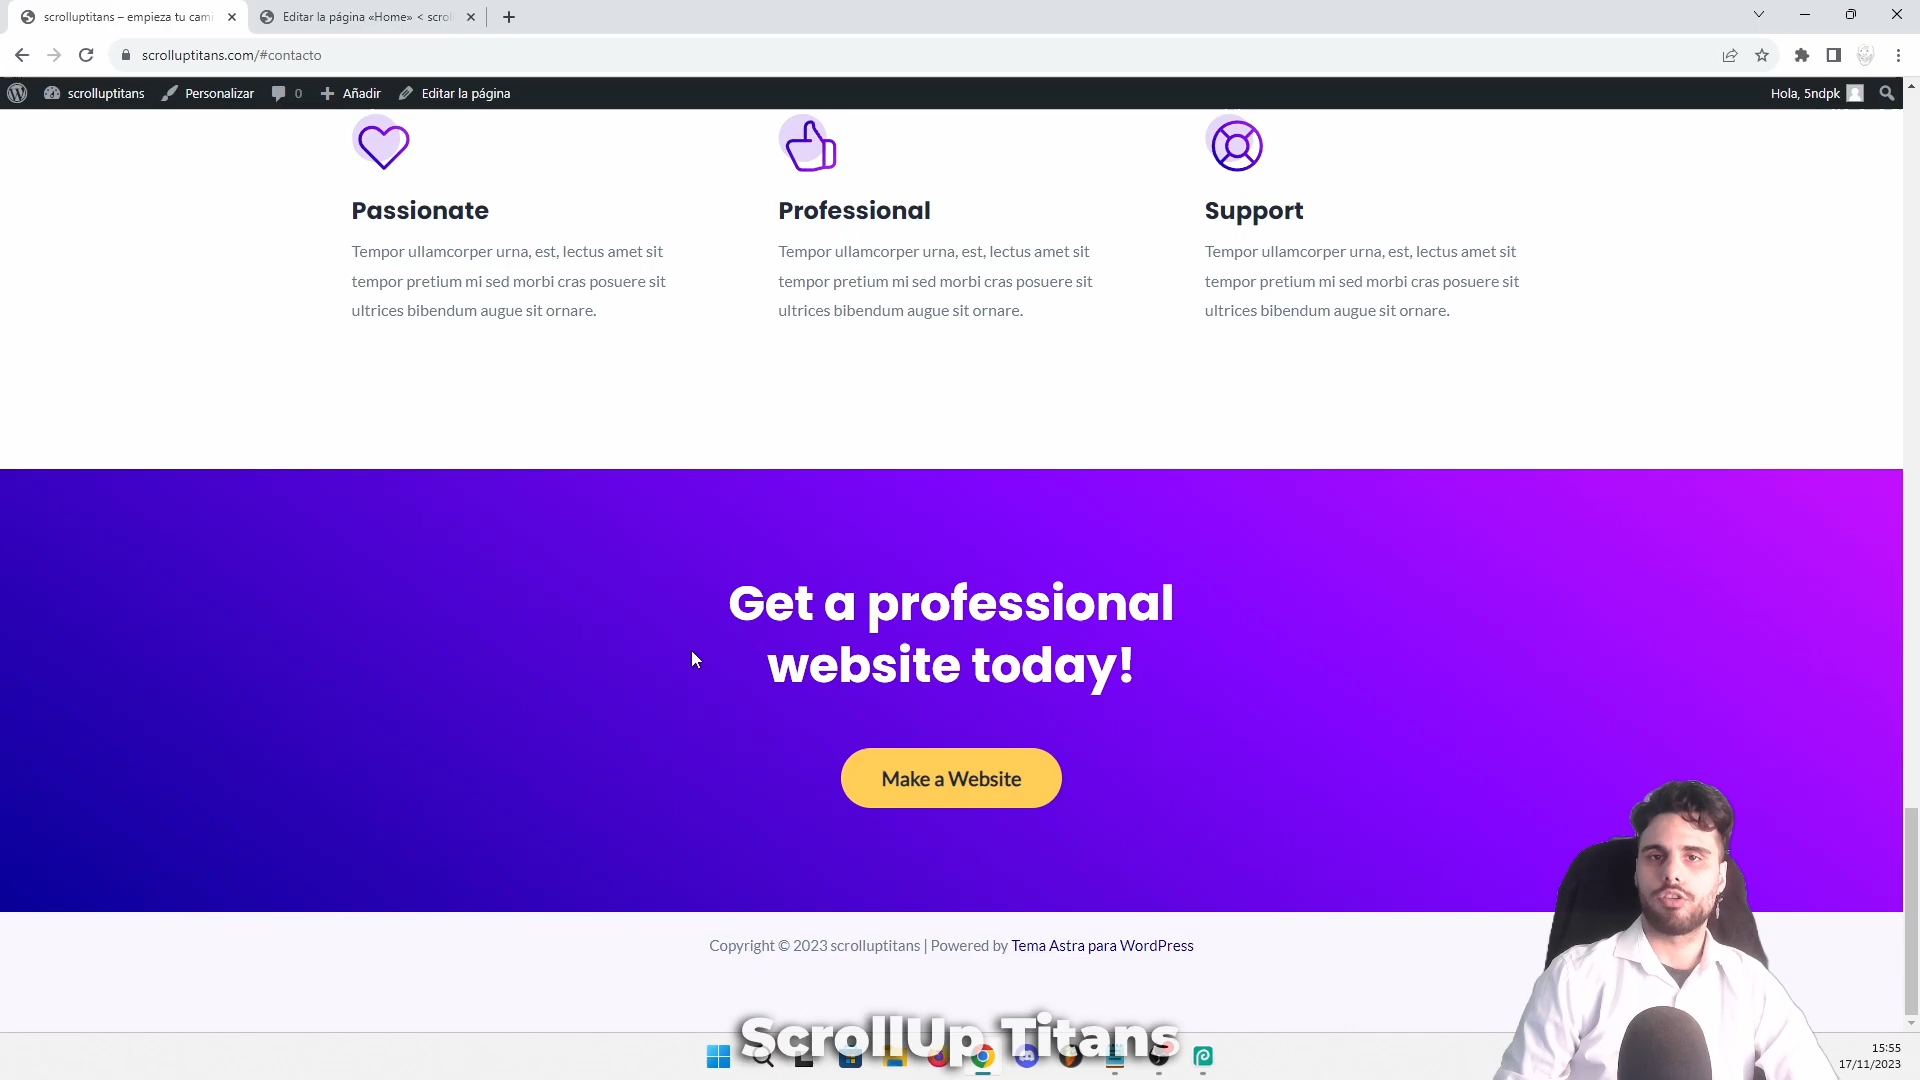 scrolluptitans – empieza tu cami
Editar la página «Home» < scroll
scrolluptitans.com/#contacto
scrolluptitans Personalizar 0 Añadir Editar la página Hola, 5ndpk
Passionate
Tempor ullamcorper urna, est, lectus amet sit
tempor pretium mi sed morbi cras posuere sit
ultrices bibendum augue sit ornare.
Professional
Tempor ullamcorper urna, est, lectus amet sit
tempor pretium mi sed morbi cras posuere sit
ultrices bibendum augue sit ornare.
Support
Tempor ullamcorper urna, est, lectus amet sit
tempor pretium mi sed morbi cras posuere sit
ultrices bibendum augue sit ornare.
Get a professional
website today!
Make a Website
Copyright © 2023 scrolluptitans | Powered by Tema Astra para WordPress
ScrollUp Titans
15:55
17/11/2023